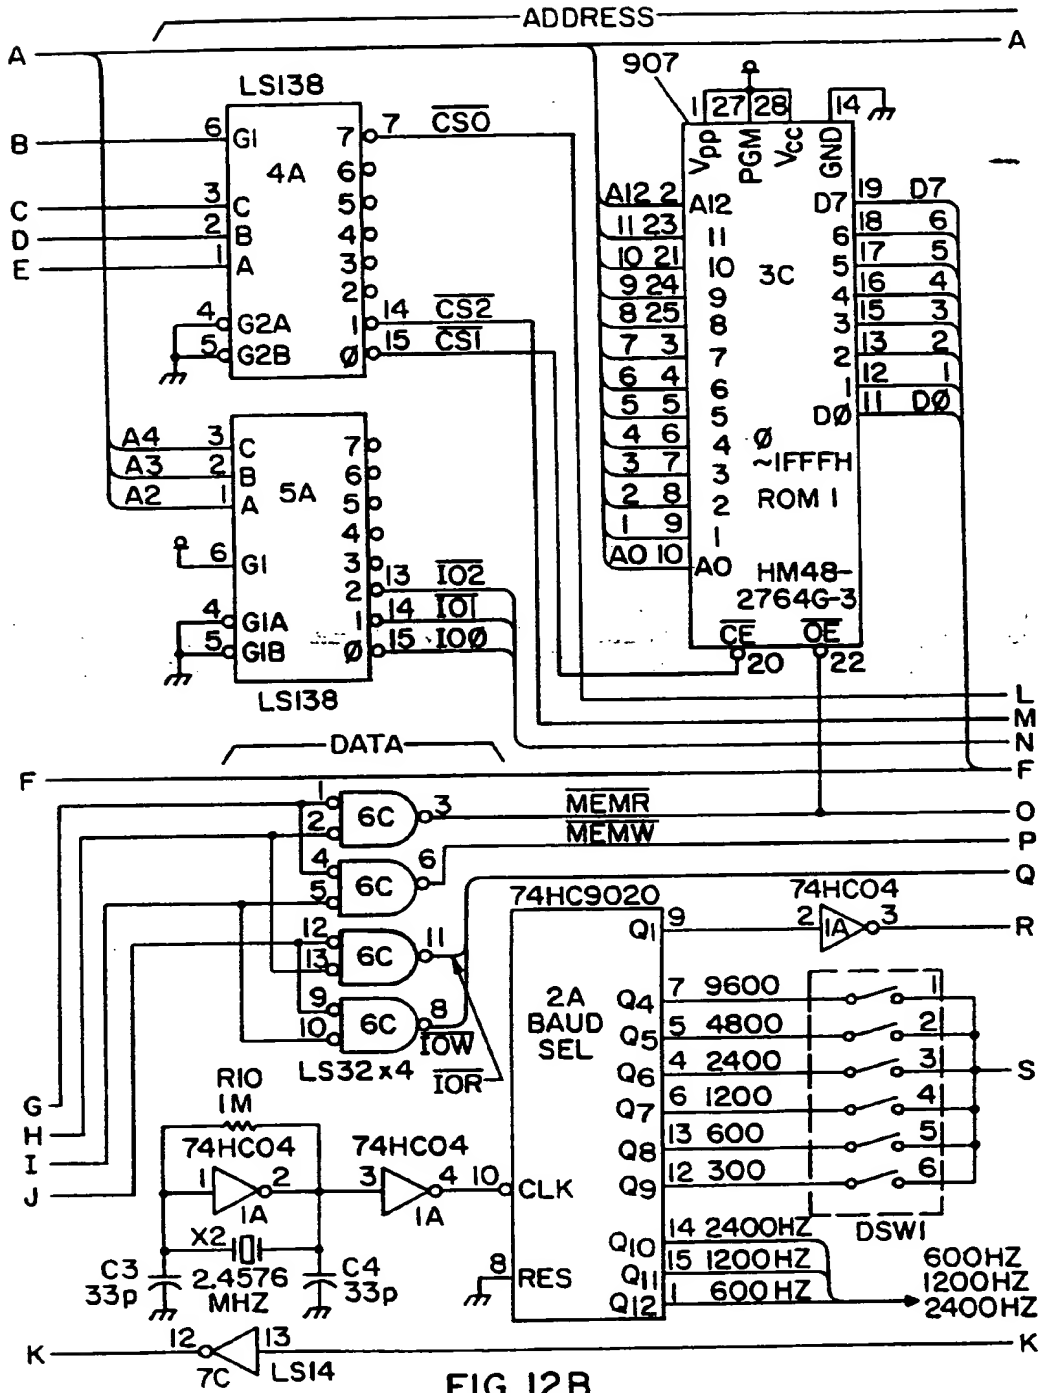 ADDRESS
A A
907
LS138
1 27 28 14
Vpp PGM Vcc GND
B 6 G1 7 7 CS0
4A 6
C 3 C 5
D 2 B 4
E 1 A 3
2
4 G2A 1 14 CS2
5 G2B Ø 15 CS1
A12 2 A12 D7 19 D7
11 23 11 6 18 6
10 21 10 3C 5 17 5
9 24 9 4 16 4
8 25 8 3 15 3
7 3 7 2 13 2
6 4 6 1 12 1
5 5 5 DØ 11 DØ
4 6 4 Ø
3 7 3 ~1FFFH
2 8 2 ROM 1
1 9 1
A0 10 A0
HM48-
2764G-3
CE OE
20 22
A4 3 C 7
A3 2 B 6
A2 1 A 5A 5
4
6 G1 3
2 13 IO2
4 G1A 1 14 IO1
5 G1B Ø 15 IOØ
LS138
L
M
N
DATA
F F
1 2 6C 3 MEMR O
MEMW P
4 5 6C 6 Q
12 13 6C 11
9 10 6C 8 IOW
LS32 x 4 IOR
74HC9020 74HC04
Q1 9 2 1A 3 R
2A
BAUD
SEL
Q4 7 9600 1
Q5 5 4800 2
Q6 4 2400 3 S
Q7 6 1200 4
Q8 13 600 5
Q9 12 300 6
DSW1
Q10 14 2400HZ 600HZ
Q11 15 1200HZ 1200HZ
Q12 1 600HZ 2400HZ
G
H
I
J
R10
1M
74HC04 74HC04
1 2 3 4 10 CLK
1A 1A
X2
C3 2.4576 C4
33p MHZ 33p
8 RES
K 12 13 K
7C LS14
FIG. 12B